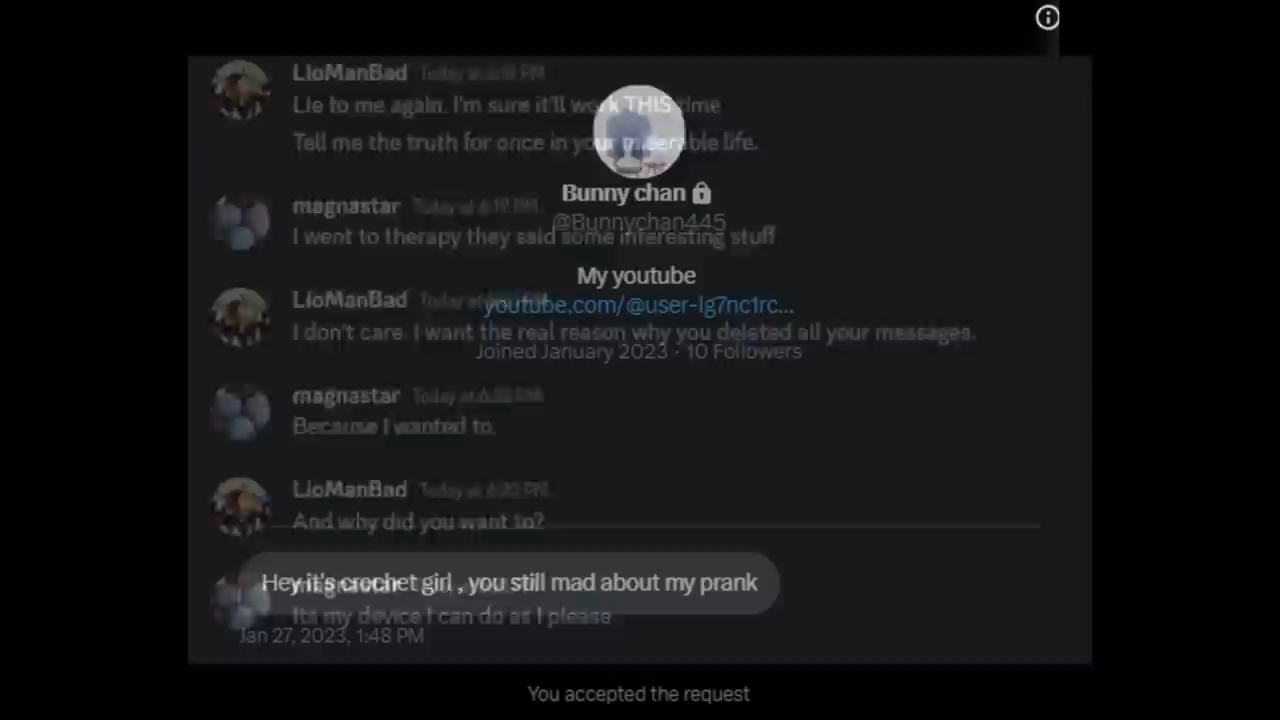 LioManBad Today at
Lie to me again. I'm sure it'll work THIS time
Tell me the truth for once in your miserable life.
Bunny chan
@Bunnychan445
magnastar Today at 6:19 PM
I went to therapy they said some interesting stuff
My youtube
youtube.com/@user-lg7nc1rc...
LioManBad Today at
I don't care. I want the real reason why you deleted all your messages.
Joined January 2023 · 10 Followers
magnastar Today at 6:20 PM
Because I wanted to.
LioManBad Today at 6:20 PM
And why did you want to?
Hey it's crochet girl , you still mad about my prank
magnastar
Its my device I can do as I please
Jan 27, 2023, 1:48 PM
You accepted the request